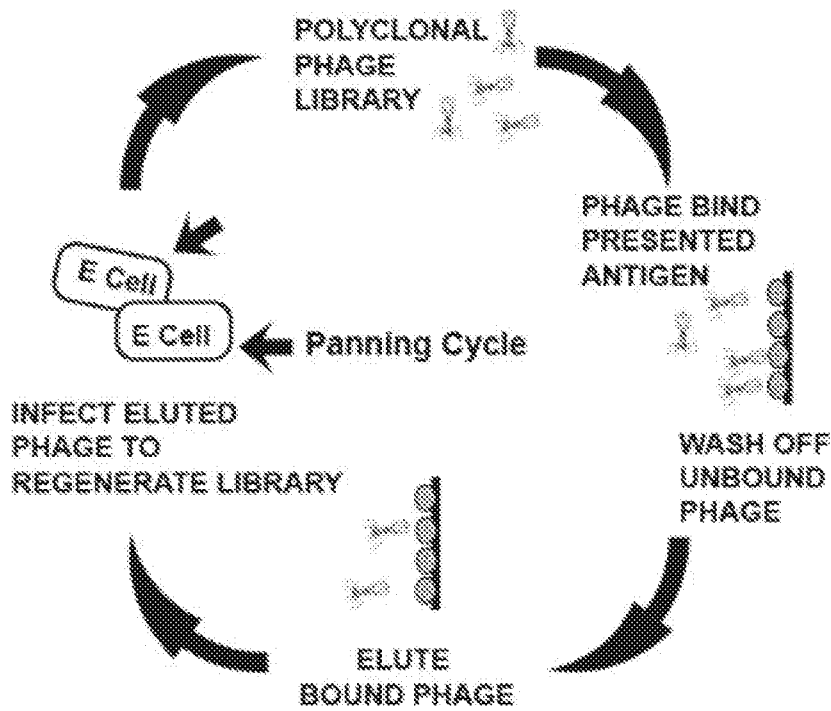 POLYCLONAL
PHAGE
LIBRARY
PHAGE BIND
PRESENTED
ANTIGEN
WASH OFF
UNBOUND
PHAGE
ELUTE
BOUND PHAGE
INFECT ELUTED
PHAGE TO
REGENERATE LIBRARY
E Cell
E Cell
Panning Cycle